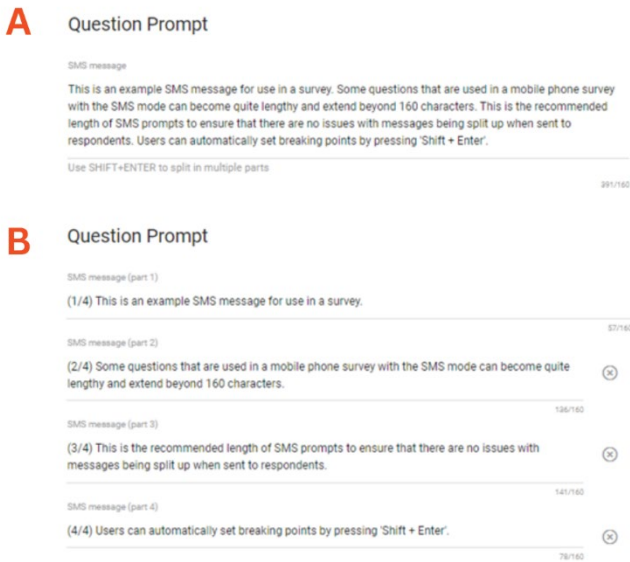 A
Question Prompt
SMS message
This is an example SMS message for use in a survey. Some questions that are used in a mobile phone survey
with the SMS mode can become quite lengthy and extend beyond 160 characters. This is the recommended
length of SMS prompts to ensure that there are no issues with messages being split up when sent to
respondents. Users can automatically set breaking points by pressing 'Shift + Enter'.
Use SHIFT+ENTER to split in multiple parts
391/160
B
Question Prompt
SMS message (part 1)
(1/4) This is an example SMS message for use in a survey.
57/160
SMS message (part 2)
(2/4) Some questions that are used in a mobile phone survey with the SMS mode can become quite
lengthy and extend beyond 160 characters.
136/160
SMS message (part 3)
(3/4) This is the recommended length of SMS prompts to ensure that there are no issues with
messages being split up when sent to respondents.
141/160
SMS message (part 4)
(4/4) Users can automatically set breaking points by pressing 'Shift + Enter'.
78/160